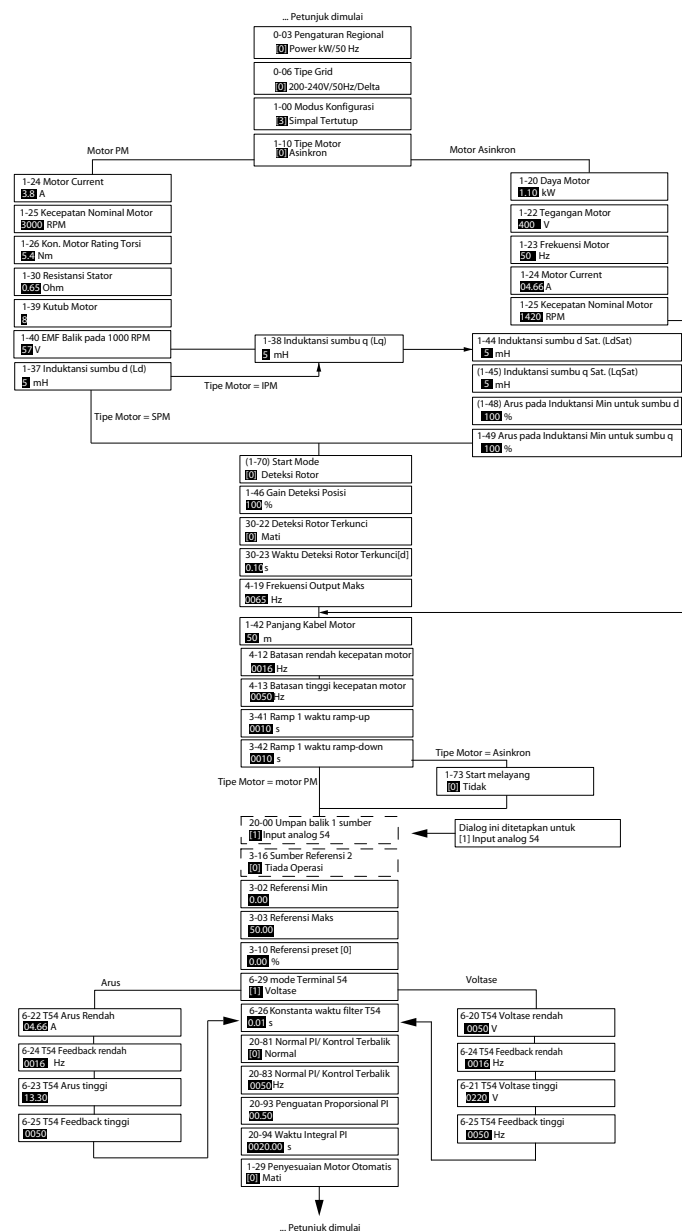 ... Petunjuk dimulai
0-03 Pengaturan Regional
[0] Power kW/50 Hz
0-06 Tipe Grid
[0] 200-240V/50Hz/Delta
1-00 Modus Konfigurasi
[3] Simpal Tertutup
1-10 Tipe Motor
[0] Asinkron
Motor PM
Motor Asinkron
1-24 Motor Current
3.8 A
1-25 Kecepatan Nominal Motor
3000 RPM
1-26 Kon. Motor Rating Torsi
5.4 Nm
1-30 Resistansi Stator
0.65 Ohm
1-39 Kutub Motor
8
1-40 EMF Balik pada 1000 RPM
57 V
1-37 Induktansi sumbu d (Ld)
5 mH
1-20 Daya Motor
1.10 kW
1-22 Tegangan Motor
400 V
1-23 Frekuensi Motor
50 Hz
1-24 Motor Current
04.66 A
1-25 Kecepatan Nominal Motor
1420 RPM
1-38 Induktansi sumbu q (Lq)
5 mH
Tipe Motor = IPM
Tipe Motor = SPM
1-44 Induktansi sumbu d Sat. (LdSat)
5 mH
(1-45) Induktansi sumbu q Sat. (LqSat)
5 mH
(1-48) Arus pada Induktansi Min untuk sumbu d
100 %
1-49 Arus pada Induktansi Min untuk sumbu q
100 %
(1-70) Start Mode
[0] Deteksi Rotor
1-46 Gain Deteksi Posisi
100 %
30-22 Deteksi Rotor Terkunci
[0] Mati
30-23 Waktu Deteksi Rotor Terkunci[d]
0.10 s
4-19 Frekuensi Output Maks
0065 Hz
1-42 Panjang Kabel Motor
50 m
4-12 Batasan rendah kecepatan motor
0016 Hz
4-13 Batasan tinggi kecepatan motor
0050 Hz
3-41 Ramp 1 waktu ramp-up
0010 s
3-42 Ramp 1 waktu ramp-down
0010 s
Tipe Motor = Asinkron
1-73 Start melayang
[0] Tidak
Tipe Motor = motor PM
20-00 Umpan balik 1 sumber
[1] Input analog 54
Dialog ini ditetapkan untuk
[1] Input analog 54
3-16 Sumber Referensi 2
[0] Tiada Operasi
3-02 Referensi Min
0.00
3-03 Referensi Maks
50.00
3-10 Referensi preset [0]
0.00 %
6-29 mode Terminal 54
[1] Voltase
Arus
Voltase
6-22 T54 Arus Rendah
04.66 A
6-24 T54 Feedback rendah
0016 Hz
6-23 T54 Arus tinggi
13.30
6-25 T54 Feedback tinggi
0050
6-26 Konstanta waktu filter T54
0.01 s
20-81 Normal PI/ Kontrol Terbalik
[0] Normal
20-83 Normal PI/ Kontrol Terbalik
0050 Hz
20-93 Penguatan Proporsional PI
00.50
20-94 Waktu Integral PI
0020.00 s
1-29 Penyesuaian Motor Otomatis
[0] Mati
6-20 T54 Voltase rendah
0050 V
6-24 T54 Feedback rendah
0016 Hz
6-21 T54 Voltase tinggi
0220 V
6-25 T54 Feedback tinggi
0050 Hz
... Petunjuk dimulai